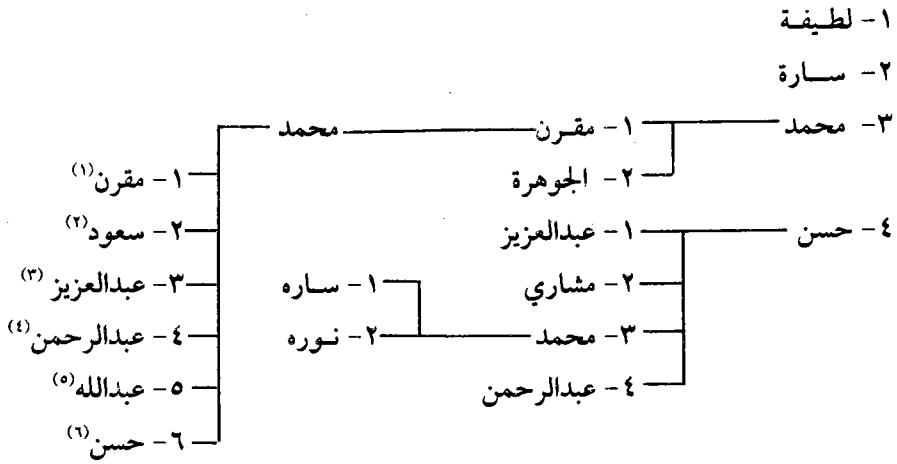 ١- لطيفة
٢- سارة
٣- محمد
١- مقرن
محمد
٢- الجوهرة
١- مقرن(١)
٤- حسن
١- عبدالعزيز
٢- سعود(٢)
٢- مشاري
١- ساره
٣- عبدالعزيز(٣)
٣- محمد
٢- نوره
٤- عبدالرحمن(٤)
٤- عبدالرحمن
٥- عبدالله(٥)
٦- حسن(٦)